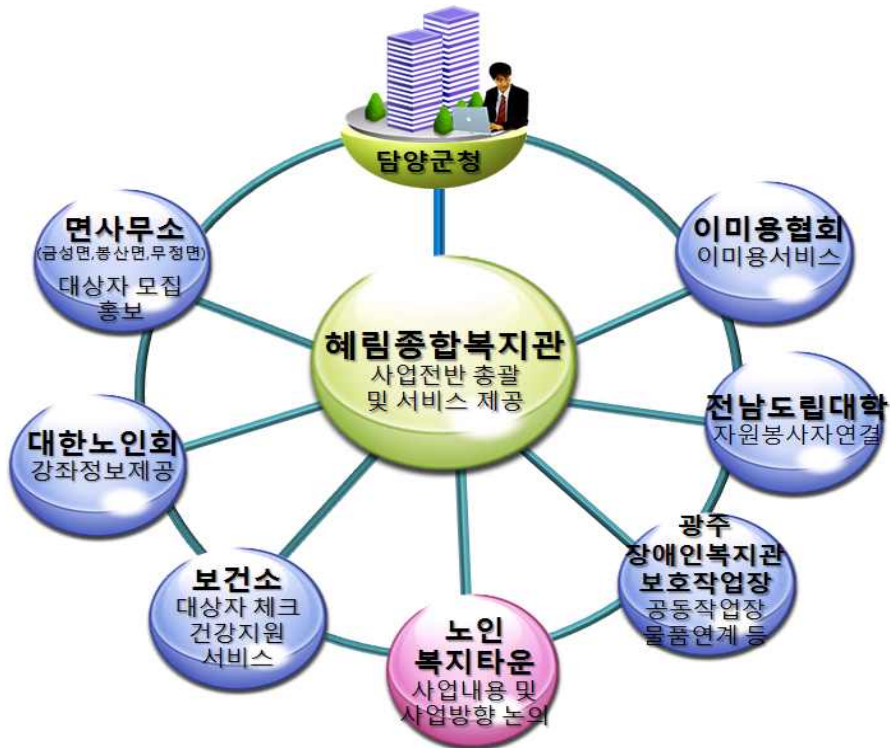 담양군청
면사무소
(금성면,봉산면,무정면)
대상자 모집
홍보
이미용협회
이미용서비스
혜림종합복지관
사업전반 총괄
및 서비스 제공
대한노인회
강좌정보제공
전남도립대학
자원봉사자연결
보건소
대상자 체크
건강지원
서비스
노인
복지타운
사업내용 및
사업방향 논의
광주
장애인복지관
보호작업장
공동작업장
물품연계 등